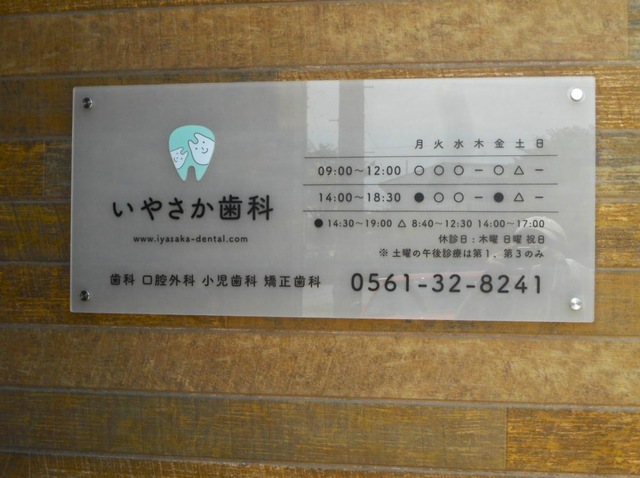 いやさか歯科
www.iyasaka-dental.com
月 火 水 木 金 土 日
09:00～12:00 ○ ○ ○ － ○ △ －
14:00～18:30 ● ○ ○ － ● △ －
● 14:30～19:00 △ 8:40～12:30 14:00～17:00
休診日：木曜 日曜 祝日
※ 土曜の午後診療は第1、第3のみ
歯科 口腔外科 小児歯科 矯正歯科
0561-32-8241